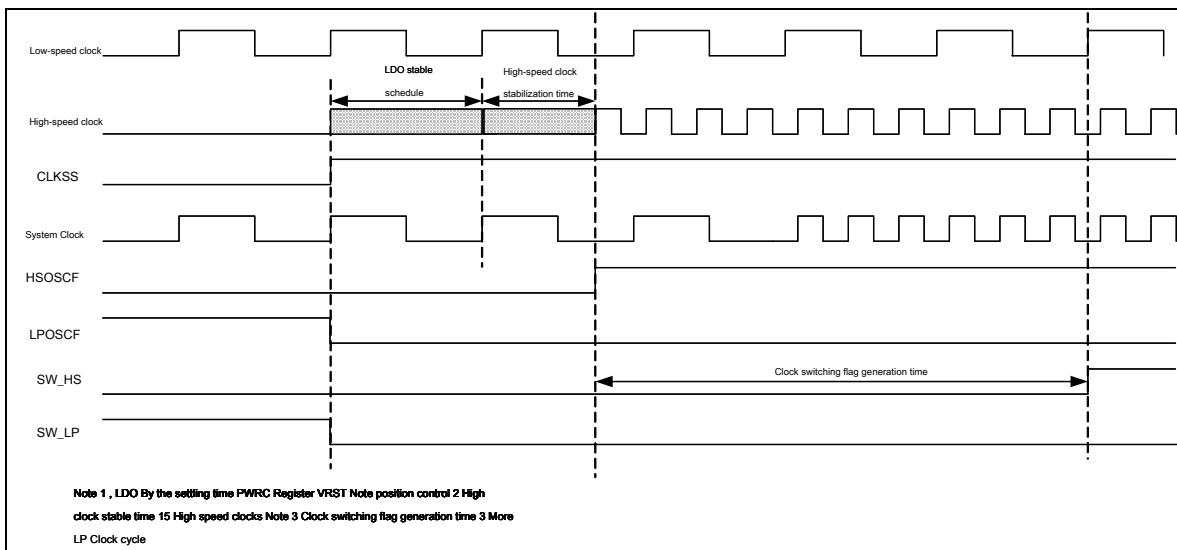 Low-speed clock
LDO stable
schedule
High-speed clock
stabilization time
High-speed clock
CLKSS
System Clock
HSOSCF
LPOSCF
SW_HS
Clock switching flag generation time
SW_LP
Note 1 , LDO By the settling time PWRC Register VRST Note position control 2 High
clock stable time 15 High speed clocks Note 3 Clock switching flag generation time 3 More
LP Clock cycle